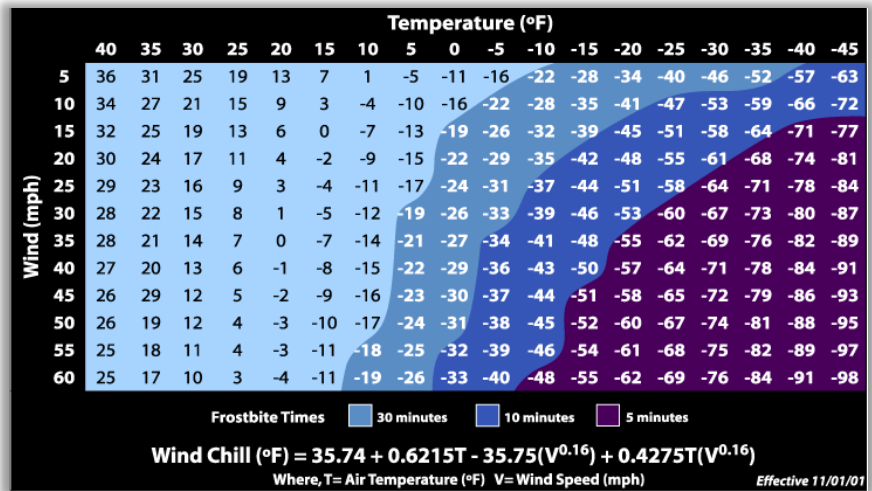 Temperature (ºF)
40 35 30 25 20 15 10 5 0 -5 -10 -15 -20 -25 -30 -35 -40 -45
Wind (mph)
5 36 31 25 19 13 7 1 -5 -11 -16 -22 -28 -34 -40 -46 -52 -57 -63
10 34 27 21 15 9 3 -4 -10 -16 -22 -28 -35 -41 -47 -53 -59 -66 -72
15 32 25 19 13 6 0 -7 -13 -19 -26 -32 -39 -45 -51 -58 -64 -71 -77
20 30 24 17 11 4 -2 -9 -15 -22 -29 -35 -42 -48 -55 -61 -68 -74 -81
25 29 23 16 9 3 -4 -11 -17 -24 -31 -37 -44 -51 -58 -64 -71 -78 -84
30 28 22 15 8 1 -5 -12 -19 -26 -33 -39 -46 -53 -60 -67 -73 -80 -87
35 28 21 14 7 0 -7 -14 -21 -27 -34 -41 -48 -55 -62 -69 -76 -82 -89
40 27 20 13 6 -1 -8 -15 -22 -29 -36 -43 -50 -57 -64 -71 -78 -84 -91
45 26 29 12 5 -2 -9 -16 -23 -30 -37 -44 -51 -58 -65 -72 -79 -86 -93
50 26 19 12 4 -3 -10 -17 -24 -31 -38 -45 -52 -60 -67 -74 -81 -88 -95
55 25 18 11 4 -3 -11 -18 -25 -32 -39 -46 -54 -61 -68 -75 -82 -89 -97
60 25 17 10 3 -4 -11 -19 -26 -33 -40 -48 -55 -62 -69 -76 -84 -91 -98
Frostbite Times 30 minutes 10 minutes 5 minutes
Wind Chill (ºF) = 35.74 + 0.6215T - 35.75(V^0.16) + 0.4275T(V^0.16)
Where, T= Air Temperature (ºF) V= Wind Speed (mph) Effective 11/01/01